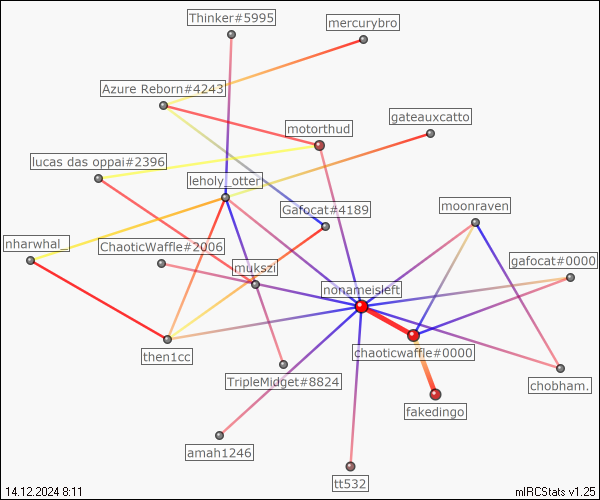 Thinker#5995
mercurybro
Azure Reborn#4243
gateauxcatto
motorthud
lucas das oppai#2396
leholy_otter
Gafocat#4189
moonraven
nharwhal_
ChaoticWaffle#2006
gafocat#0000
mukszi
nonameisleft
then1cc
chaoticwaffle#0000
TripleMidget#8824
chobham.
fakedingo
amah1246
tt532
14.12.2024 8:11
mIRCStats v1.25